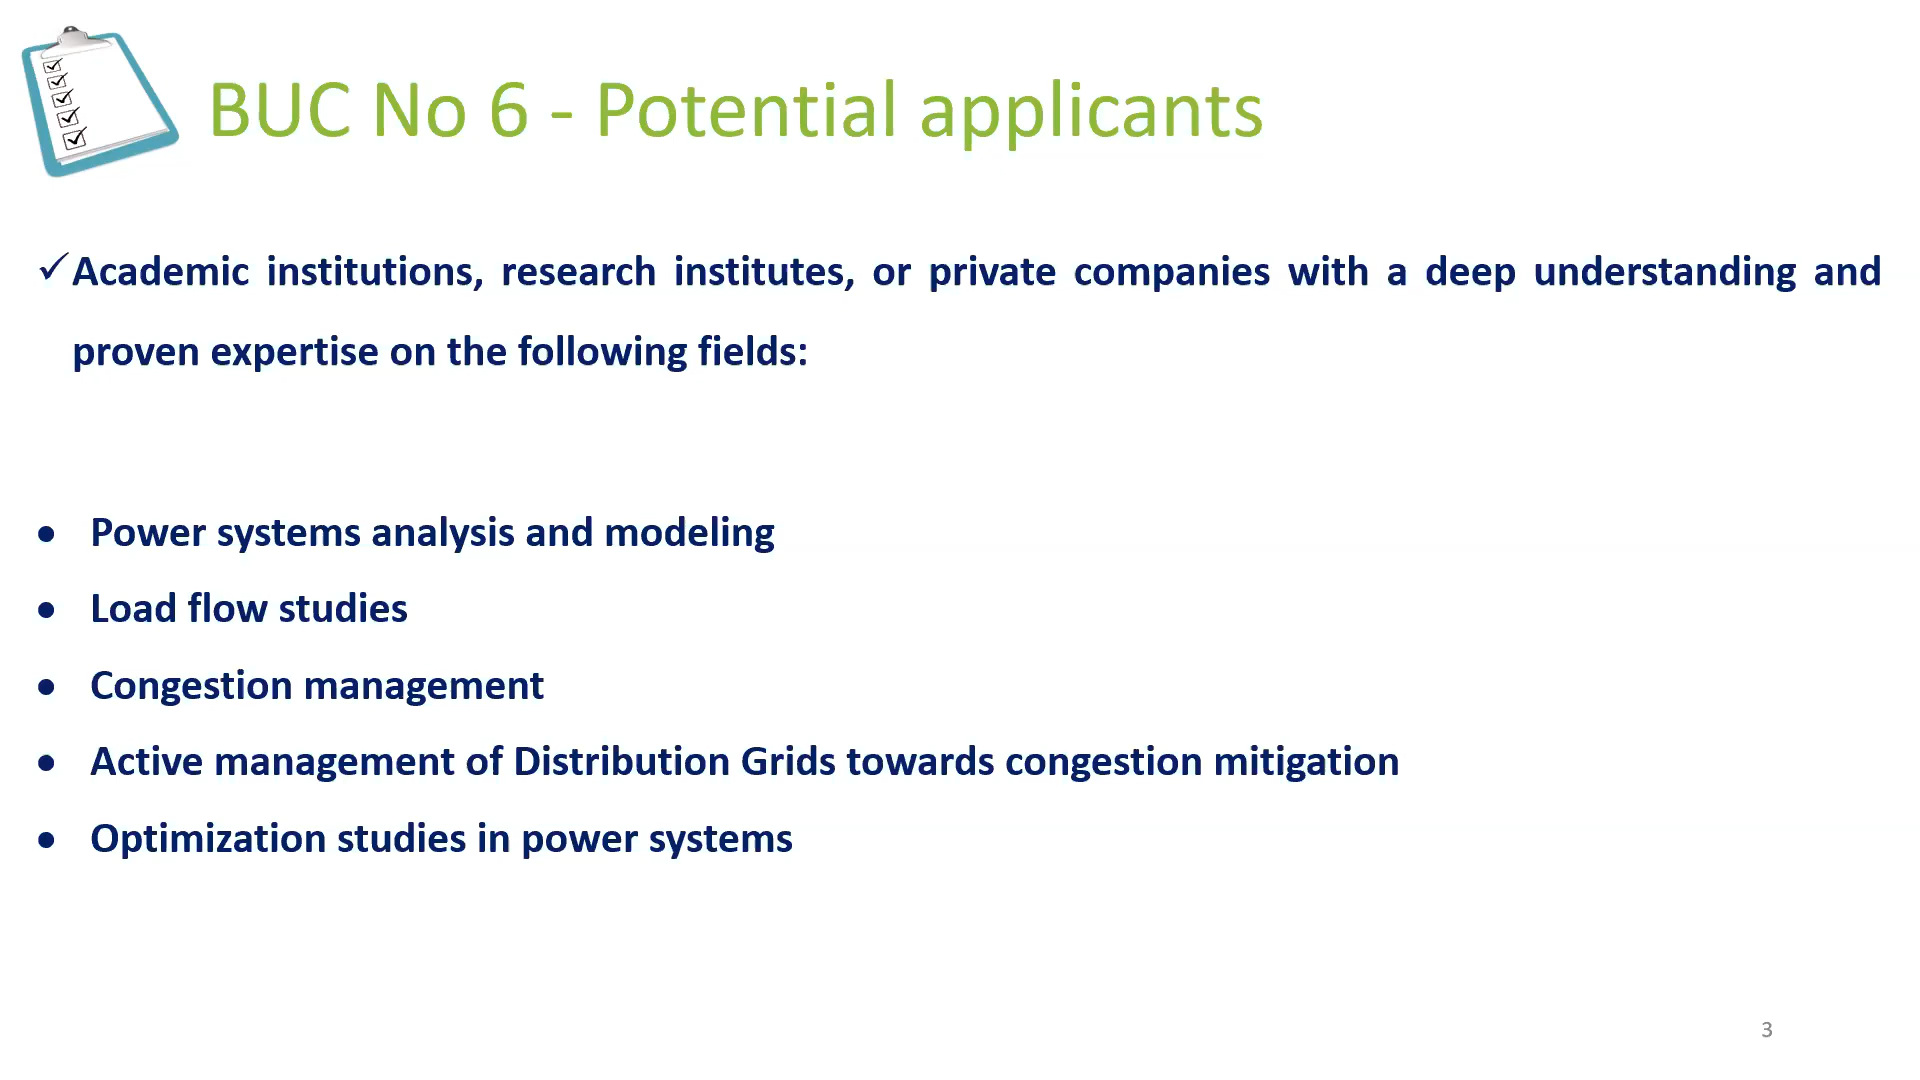 BUC No 6 - Potential applicants
✓Academic institutions, research institutes, or private companies with a deep understanding and
proven expertise on the following fields:
• Power systems analysis and modeling
• Load flow studies
• Congestion management
• Active management of Distribution Grids towards congestion mitigation
• Optimization studies in power systems
3